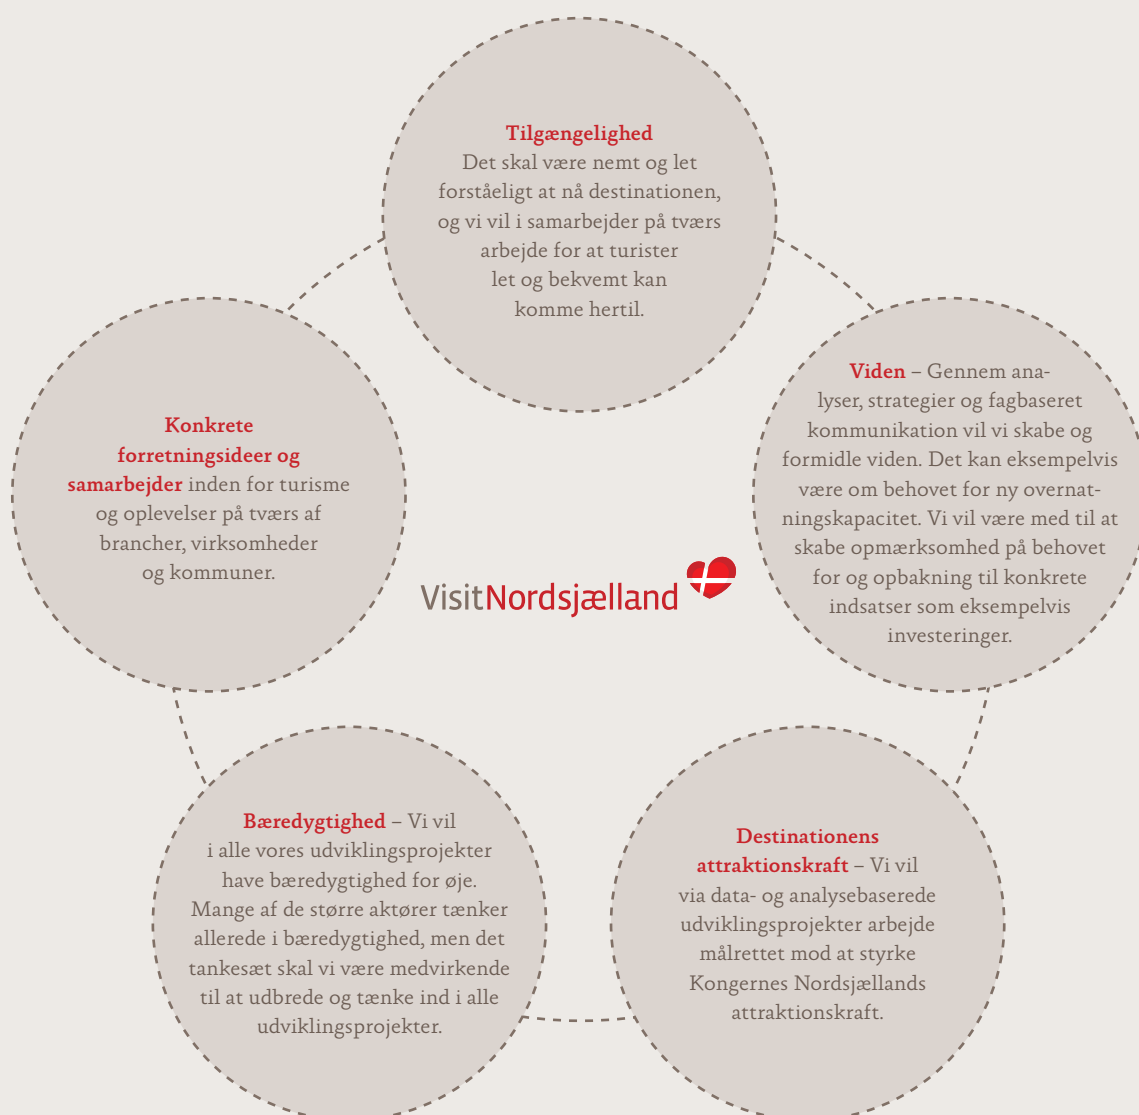 Tilgængelighed
Det skal være nemt og let
forståeligt at nå destinationen,
og vi vil i samarbejder på tværs
arbejde for at turister
let og bekvemt kan
komme hertil.
Viden – Gennem ana-
lyser, strategier og fagbaseret
kommunikation vil vi skabe og
formidle viden. Det kan eksempelvis
være om behovet for ny overnat-
ningskapacitet. Vi vil være med til at
skabe opmærksomhed på behovet
for og opbakning til konkrete
indsatser som eksempelvis
investeringer.
Konkrete
forretningsideer og
samarbejder inden for turisme
og oplevelser på tværs af
brancher, virksomheder
og kommuner.
VisitNordsjælland
Bæredygtighed – Vi vil
i alle vores udviklingsprojekter
have bæredygtighed for øje.
Mange af de større aktører tænker
allerede i bæredygtighed, men det
tankesæt skal vi være medvirkende
til at udbrede og tænke ind i alle
udviklingsprojekter.
Destinationens
attraktionskraft – Vi vil
via data- og analysebaserede
udviklingsprojekter arbejde
målrettet mod at styrke
Kongernes Nordsjællands
attraktionskraft.